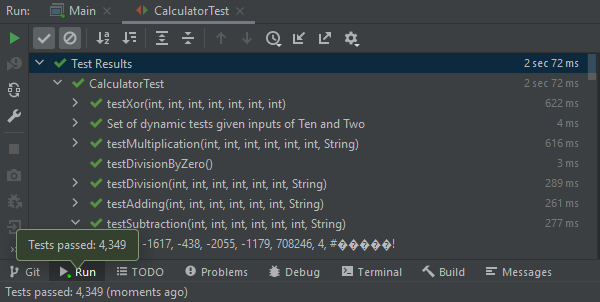 Run: Main CalculatorTest
Test Results 2 sec 72 ms
CalculatorTest 2 sec 72 ms
testXor(int, int, int, int, int, int, int) 622 ms
Set of dynamic tests given inputs of Ten and Two 4 ms
testMultiplication(int, int, int, int, int, int, String) 616 ms
testDivisionByZero() 3 ms
testDivision(int, int, int, int, int, int, String) 289 ms
testAdding(int, int, int, int, int, int, String) 261 ms
testSubtraction(int, int, int, int, int, int, String) 277 ms
-1617, -438, -2055, -1179, 708246, 4, #�����!
Tests passed: 4,349
Git Run TODO Problems Debug Terminal Build Messages
Tests passed: 4,349 (moments ago)